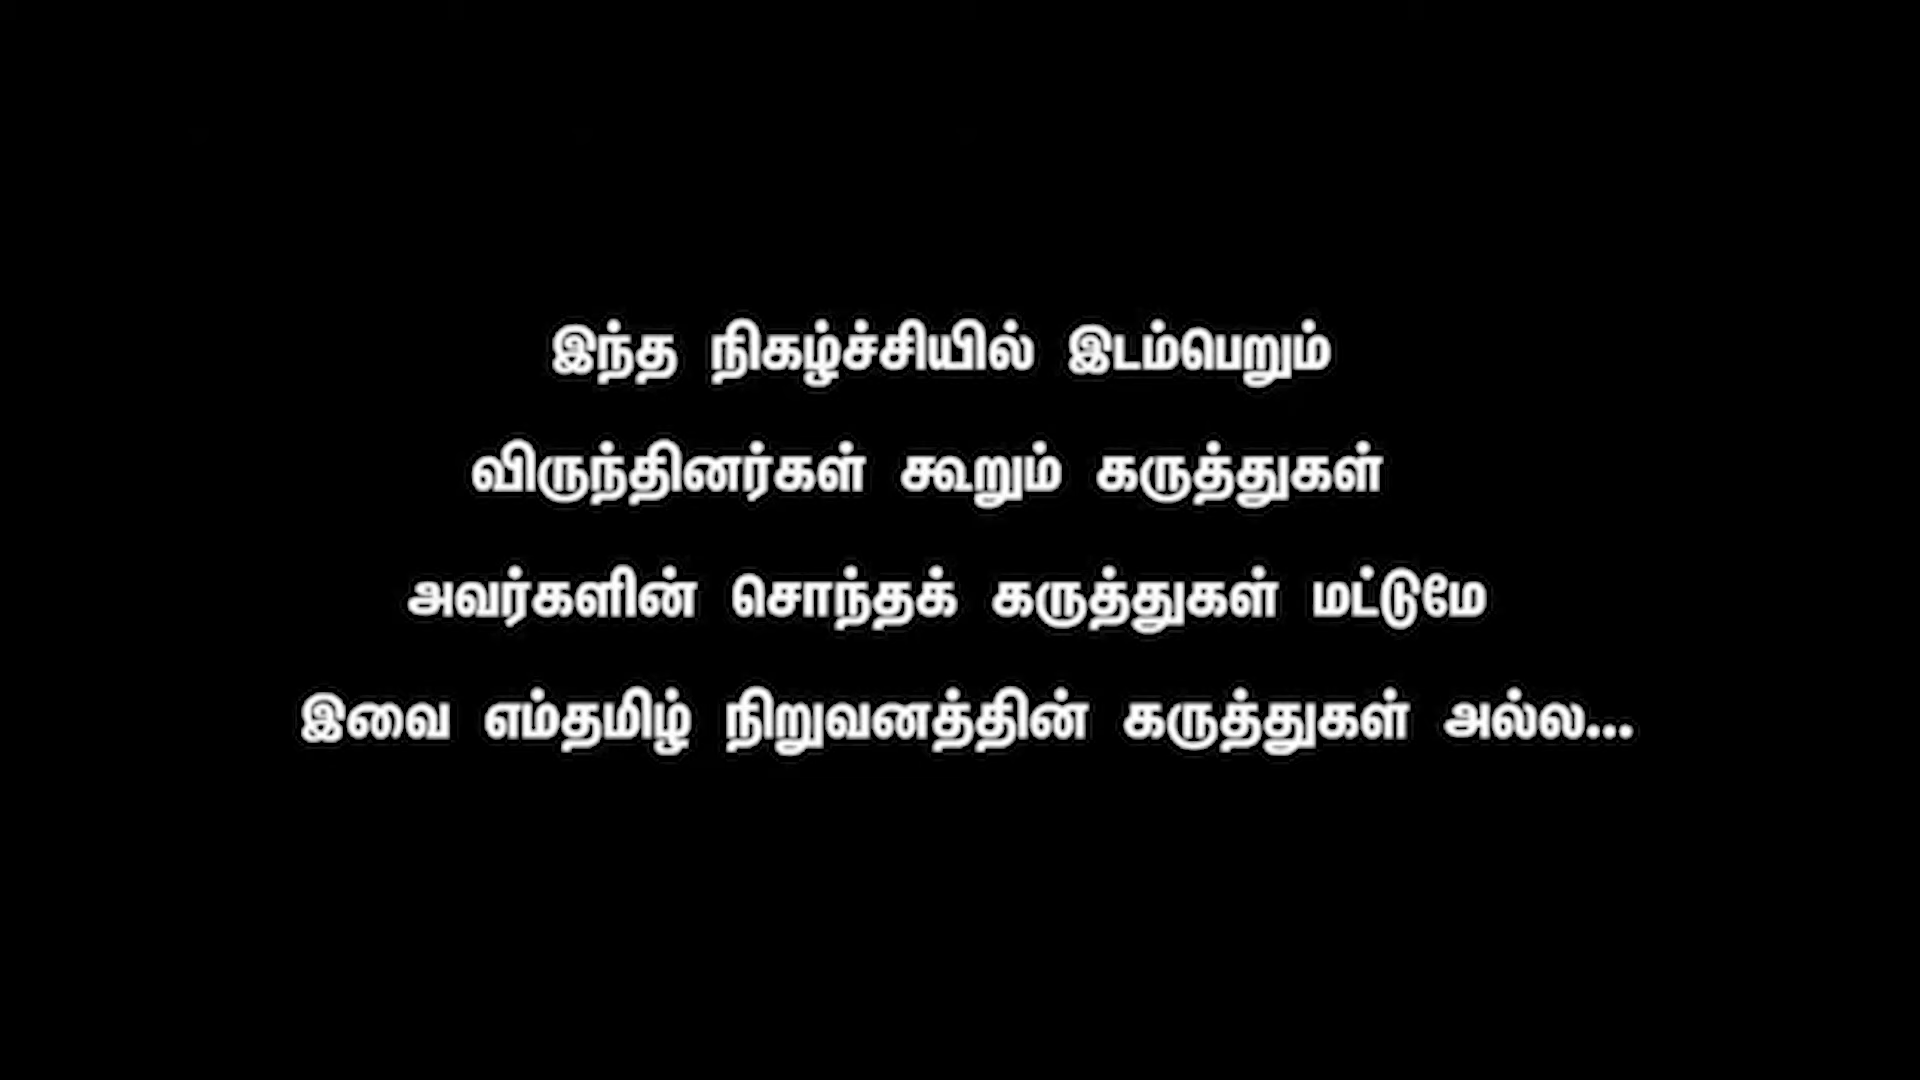 இந்த நிகழ்ச்சியில் இடம்பெறும்
விருந்தினர்கள் கூறும் கருத்துகள்
அவர்களின் சொந்தக் கருத்துகள் மட்டுமே
இவை எம்தமிழ் நிறுவனத்தின் கருத்துகள் அல்ல...